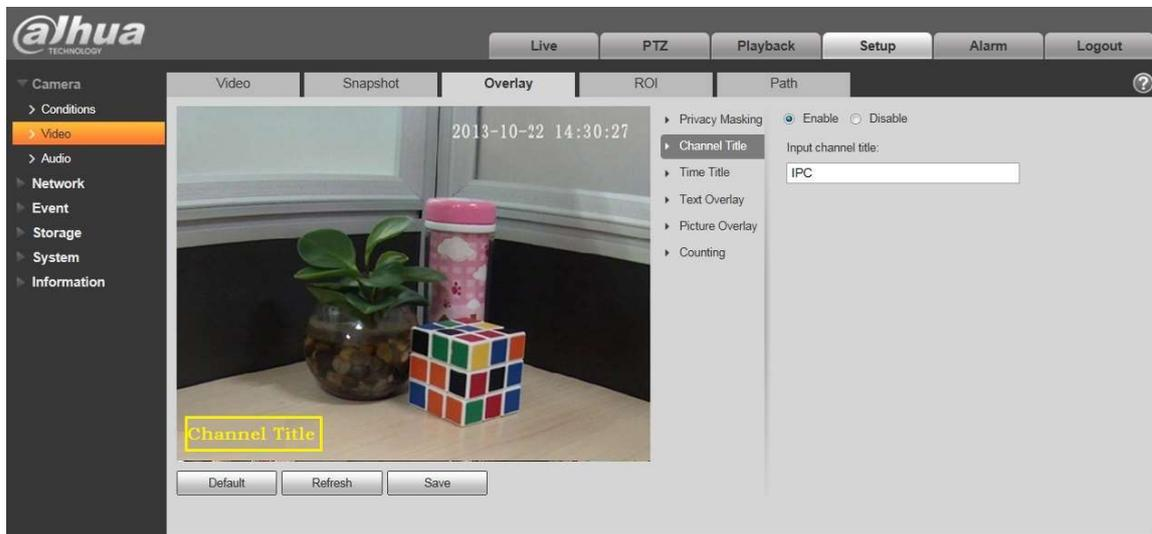 alhua
TECHNOLOGY
Live
PTZ
Playback
Setup
Alarm
Logout
Camera
Conditions
Video
Audio
Network
Event
Storage
System
Information
Video
Snapshot
Overlay
ROI
Path
?
2013-10-22 14:30:27
Channel Title
Default
Refresh
Save
Privacy Masking
Channel Title
Time Title
Text Overlay
Picture Overlay
Counting
Enable
Disable
Input channel title:
IPC